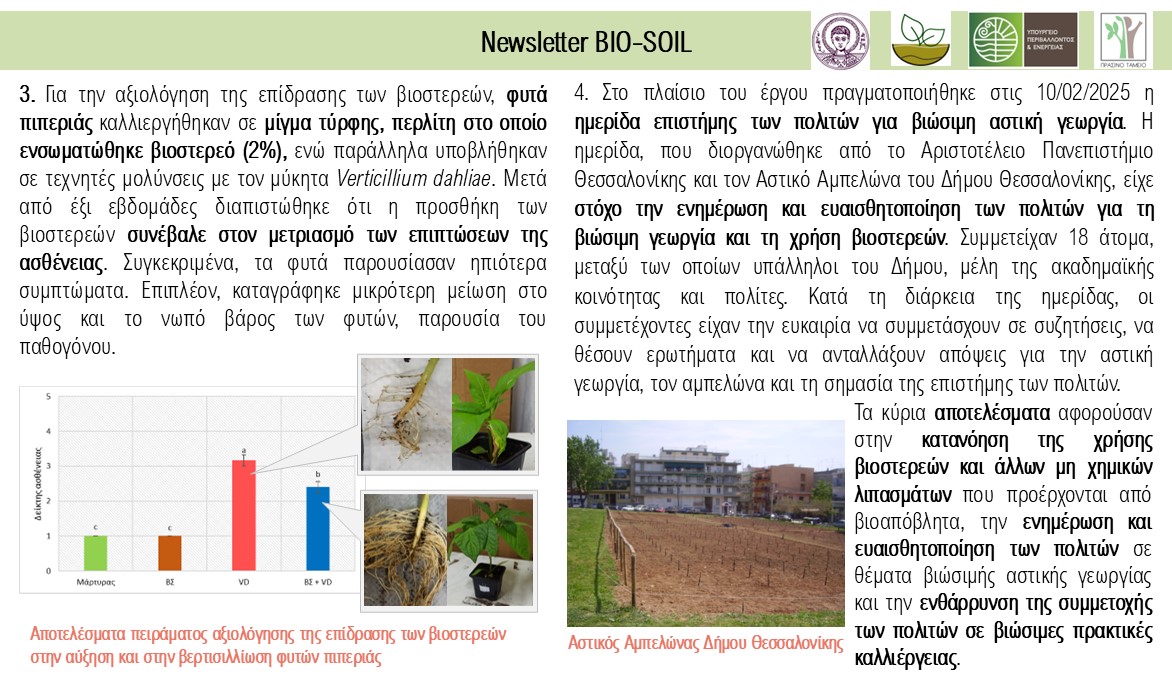 Newsletter BIO-SOIL
ΥΠΟΥΡΓΕΙΟ
ΠΕΡΙΒΑΛΛΟΝΤΟΣ
& ΕΝΕΡΓΕΙΑΣ
ΠΡΑΣΙΝΟ ΤΑΜΕΙΟ
3. Για την αξιολόγηση της επίδρασης των βιοστερεών, φυτά
πιπεριάς καλλιεργήθηκαν σε μίγμα τύρφης, περλίτη στο οποίο
ενσωματώθηκε βιοστερεό (2%), ενώ παράλληλα υποβλήθηκαν
σε τεχνητές μολύνσεις με τον μύκητα Verticillium dahliae. Μετά
από έξι εβδομάδες διαπιστώθηκε ότι η προσθήκη των
βιοστερεών συνέβαλε στον μετριασμό των επιπτώσεων της
ασθένειας. Συγκεκριμένα, τα φυτά παρουσίασαν ηπιότερα
συμπτώματα. Επιπλέον, καταγράφηκε μικρότερη μείωση στο
ύψος και το νωπό βάρος των φυτών, παρουσία του
παθογόνου.
Δείκτης ασθένειας
5
4
3
2
1
0
c
c
a
b
Μάρτυρας
ΒΣ
VD
ΒΣ + VD
Αποτελέσματα πειράματος αξιολόγησης της επίδρασης των βιοστερεών
στην αύξηση και στην βερτισιλλίωση φυτών πιπεριάς
4. Στο πλαίσιο του έργου πραγματοποιήθηκε στις 10/02/2025 η
ημερίδα επιστήμης των πολιτών για βιώσιμη αστική γεωργία. Η
ημερίδα, που διοργανώθηκε από το Αριστοτέλειο Πανεπιστήμιο
Θεσσαλονίκης και τον Αστικό Αμπελώνα του Δήμου Θεσσαλονίκης, είχε
στόχο την ενημέρωση και ευαισθητοποίηση των πολιτών για τη
βιώσιμη γεωργία και τη χρήση βιοστερεών. Συμμετείχαν 18 άτομα,
μεταξύ των οποίων υπάλληλοι του Δήμου, μέλη της ακαδημαϊκής
κοινότητας και πολίτες. Κατά τη διάρκεια της ημερίδας, οι
συμμετέχοντες είχαν την ευκαιρία να συμμετάσχουν σε συζητήσεις, να
θέσουν ερωτήματα και να ανταλλάξουν απόψεις για την αστική
γεωργία, τον αμπελώνα και τη σημασία της επιστήμης των πολιτών.
Τα κύρια αποτελέσματα αφορούσαν
στην κατανόηση της χρήσης
βιοστερεών και άλλων μη χημικών
λιπασμάτων που προέρχονται από
βιοαπόβλητα, την ενημέρωση και
ευαισθητοποίηση των πολιτών σε
θέματα βιώσιμής αστικής γεωργίας
και την ενθάρρυνση της συμμετοχής
των πολιτών σε βιώσιμες πρακτικές
καλλιέργειας.
Αστικός Αμπελώνας Δήμου Θεσσαλονίκης